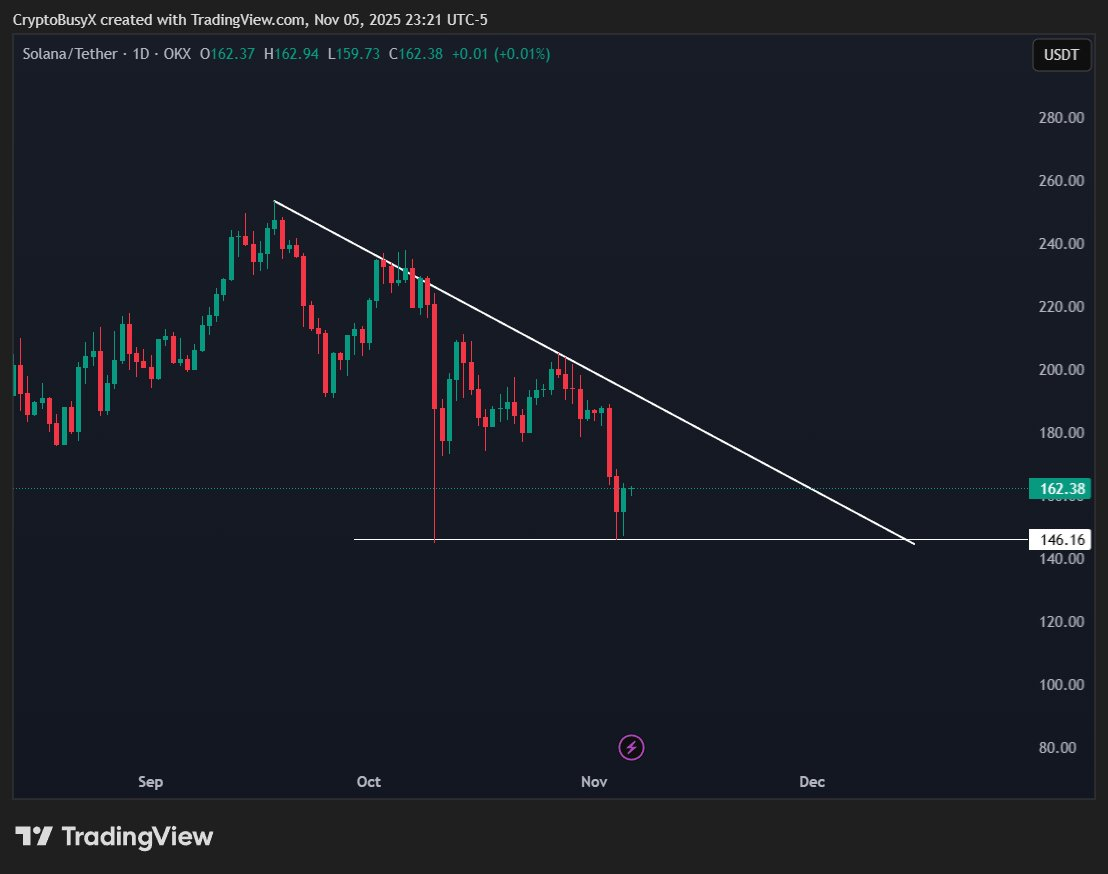 CryptoBusyX created with TradingView.com, Nov 05, 2025 23:21 UTC-5
Solana/Tether · 1D · OKX O162.37 H162.94 L159.73 C162.38 +0.01 (+0.01%)
USDT
280.00
260.00
240.00
220.00
200.00
180.00
162.38
146.16
140.00
120.00
100.00
80.00
Sep Oct Nov Dec
TradingView